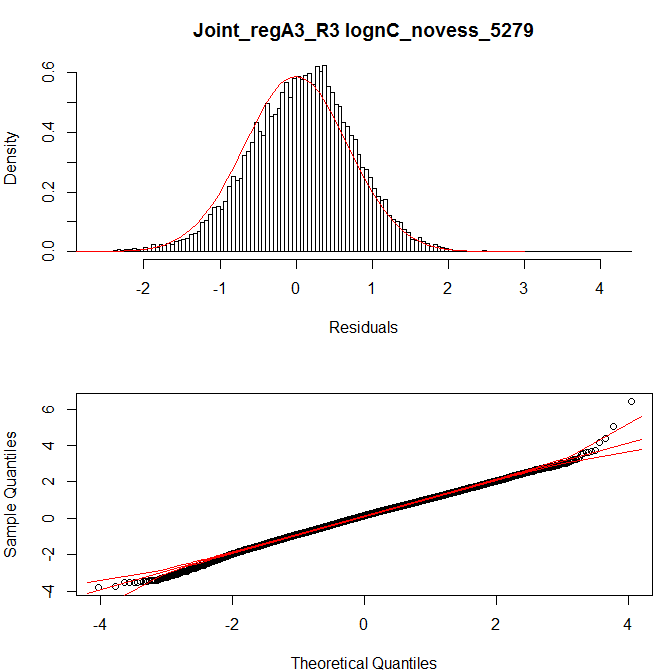 Joint_regA3_R3 lognC_novess_5279
Density
0.0 0.2 0.4 0.6
-2 -1 0 1 2 3 4
Residuals
Sample Quantiles
-4 -2 0 2 4 6
-4 -2 0 2 4
Theoretical Quantiles